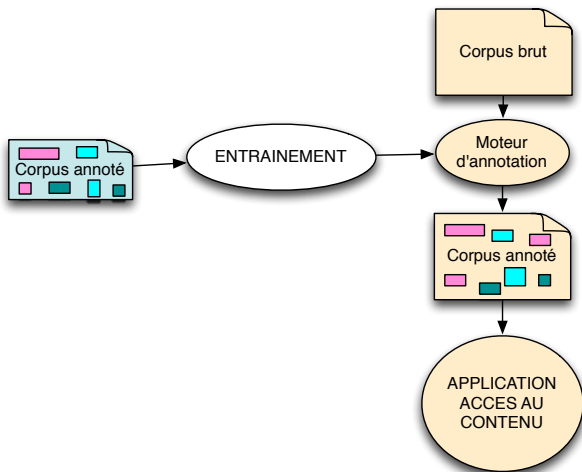 Corpus brut
Corpus annoté
ENTRAINEMENT
Moteur
d'annotation
Corpus annoté
APPLICATION
ACCES AU
CONTENU